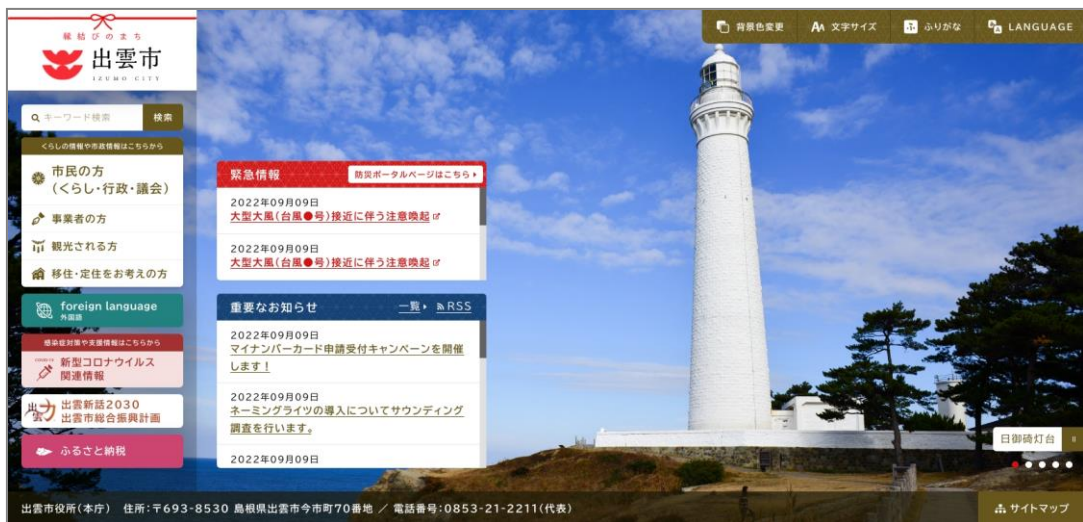 縁結びのまち
出雲市
IZUMO CITY
背景色変更
文字サイズ
ふりがな
LANGUAGE
キーワード検索
検索
くらしの情報や市政情報はこちらから
市民の方
(くらし・行政・議会)
事業者の方
観光される方
移住・定住をお考えの方
foreign language
外国語
感染症対策や支援情報はこちらから
新型コロナウイルス
関連情報
出雲力
出雲新話2030
出雲市総合振興計画
ふるさと納税
緊急情報
防災ポータルページはこちら
2022年09月09日
大型大風(台風●号)接近に伴う注意喚起
2022年09月09日
大型大風(台風●号)接近に伴う注意喚起
重要なお知らせ
一覧
RSS
2022年09月09日
マイナンバーカード申請受付キャンペーンを開催
します!
2022年09月09日
ネーミングライツの導入についてサウンディング
調査を行います。
2022年09月09日
日御碕灯台
出雲市役所(本庁) 住所:〒693-8530 島根県出雲市今市町70番地 / 電話番号:0853-21-2211(代表)
サイトマップ